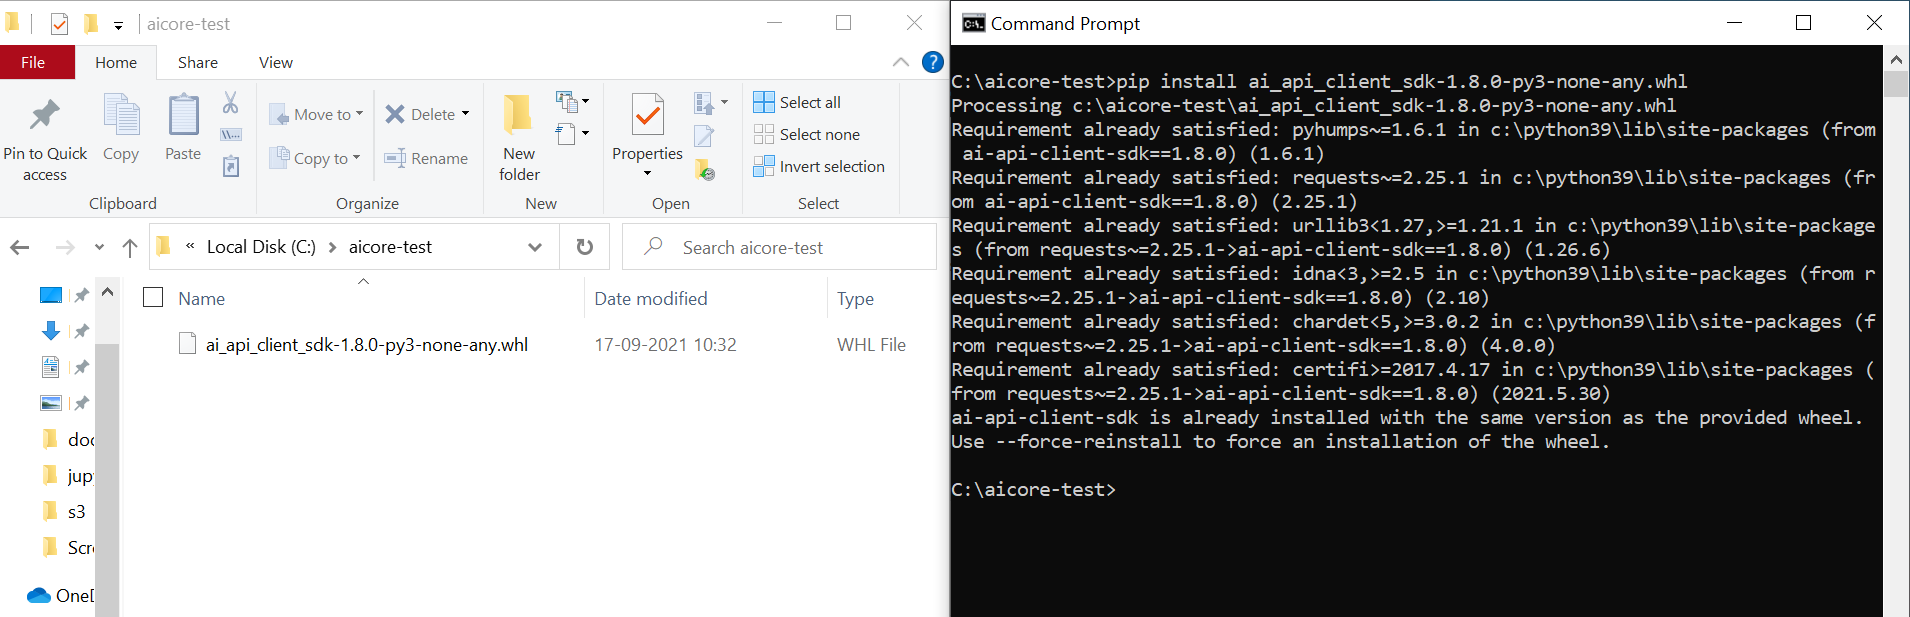 aicore-test
File
Home
Share
View
Pin to Quick access
Copy
Paste
Clipboard
Move to
Copy to
Delete
Rename
Organize
New folder
New
Properties
Open
Select all
Select none
Invert selection
Select
« Local Disk (C:) > aicore-test
Search aicore-test
Name
Date modified
Type
ai_api_client_sdk-1.8.0-py3-none-any.whl
17-09-2021 10:32
WHL File
doc
jupy
s3
Scre
OneD
Command Prompt
C:\aicore-test>pip install ai_api_client_sdk-1.8.0-py3-none-any.whl
Processing c:\aicore-test\ai_api_client_sdk-1.8.0-py3-none-any.whl
Requirement already satisfied: pyhumps~=1.6.1 in c:\python39\lib\site-packages (from
 ai-api-client-sdk==1.8.0) (1.6.1)
Requirement already satisfied: requests~=2.25.1 in c:\python39\lib\site-packages (fr
om ai-api-client-sdk==1.8.0) (2.25.1)
Requirement already satisfied: urllib3<1.27,>=1.21.1 in c:\python39\lib\site-package
s (from requests~=2.25.1->ai-api-client-sdk==1.8.0) (1.26.6)
Requirement already satisfied: idna<3,>=2.5 in c:\python39\lib\site-packages (from r
equests~=2.25.1->ai-api-client-sdk==1.8.0) (2.10)
Requirement already satisfied: chardet<5,>=3.0.2 in c:\python39\lib\site-packages (f
rom requests~=2.25.1->ai-api-client-sdk==1.8.0) (4.0.0)
Requirement already satisfied: certifi>=2017.4.17 in c:\python39\lib\site-packages (
from requests~=2.25.1->ai-api-client-sdk==1.8.0) (2021.5.30)
ai-api-client-sdk is already installed with the same version as the provided wheel.
Use --force-reinstall to force an installation of the wheel.
C:\aicore-test>